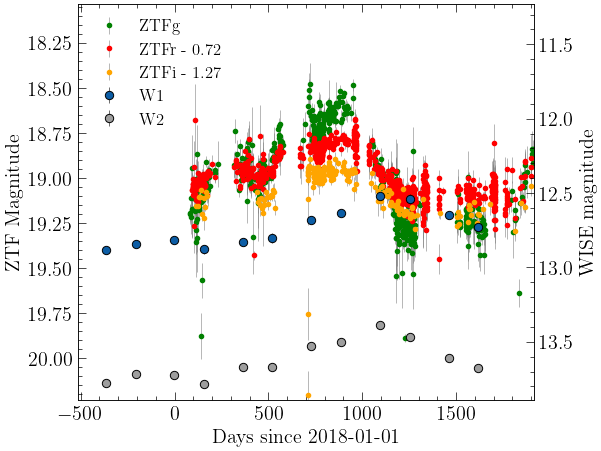 ZTFg
ZTFr - 0.72
ZTFi - 1.27
W1
W2
ZTF Magnitude
18.25
18.50
18.75
19.00
19.25
19.50
19.75
20.00
11.5
12.0
12.5
13.0
13.5
WISE magnitude
−500
0
500
1000
1500
Days since 2018-01-01